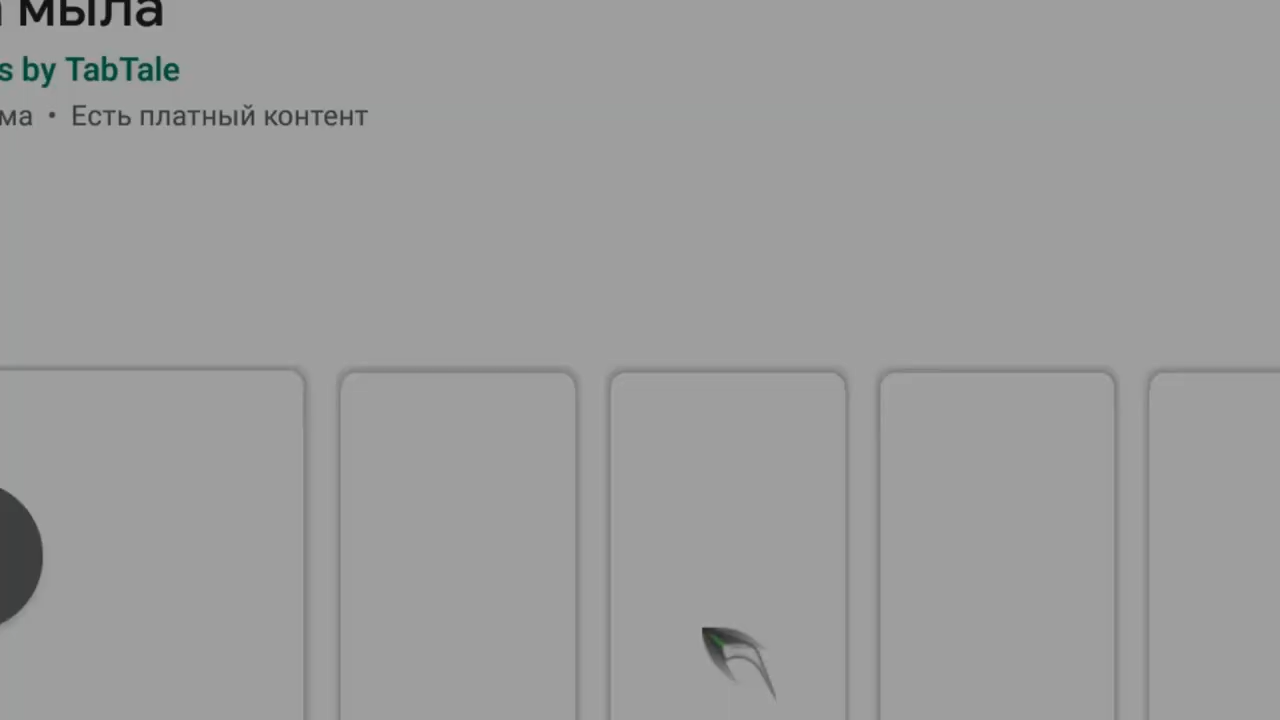 мыла
s by TabTale
ма • Есть платный контент